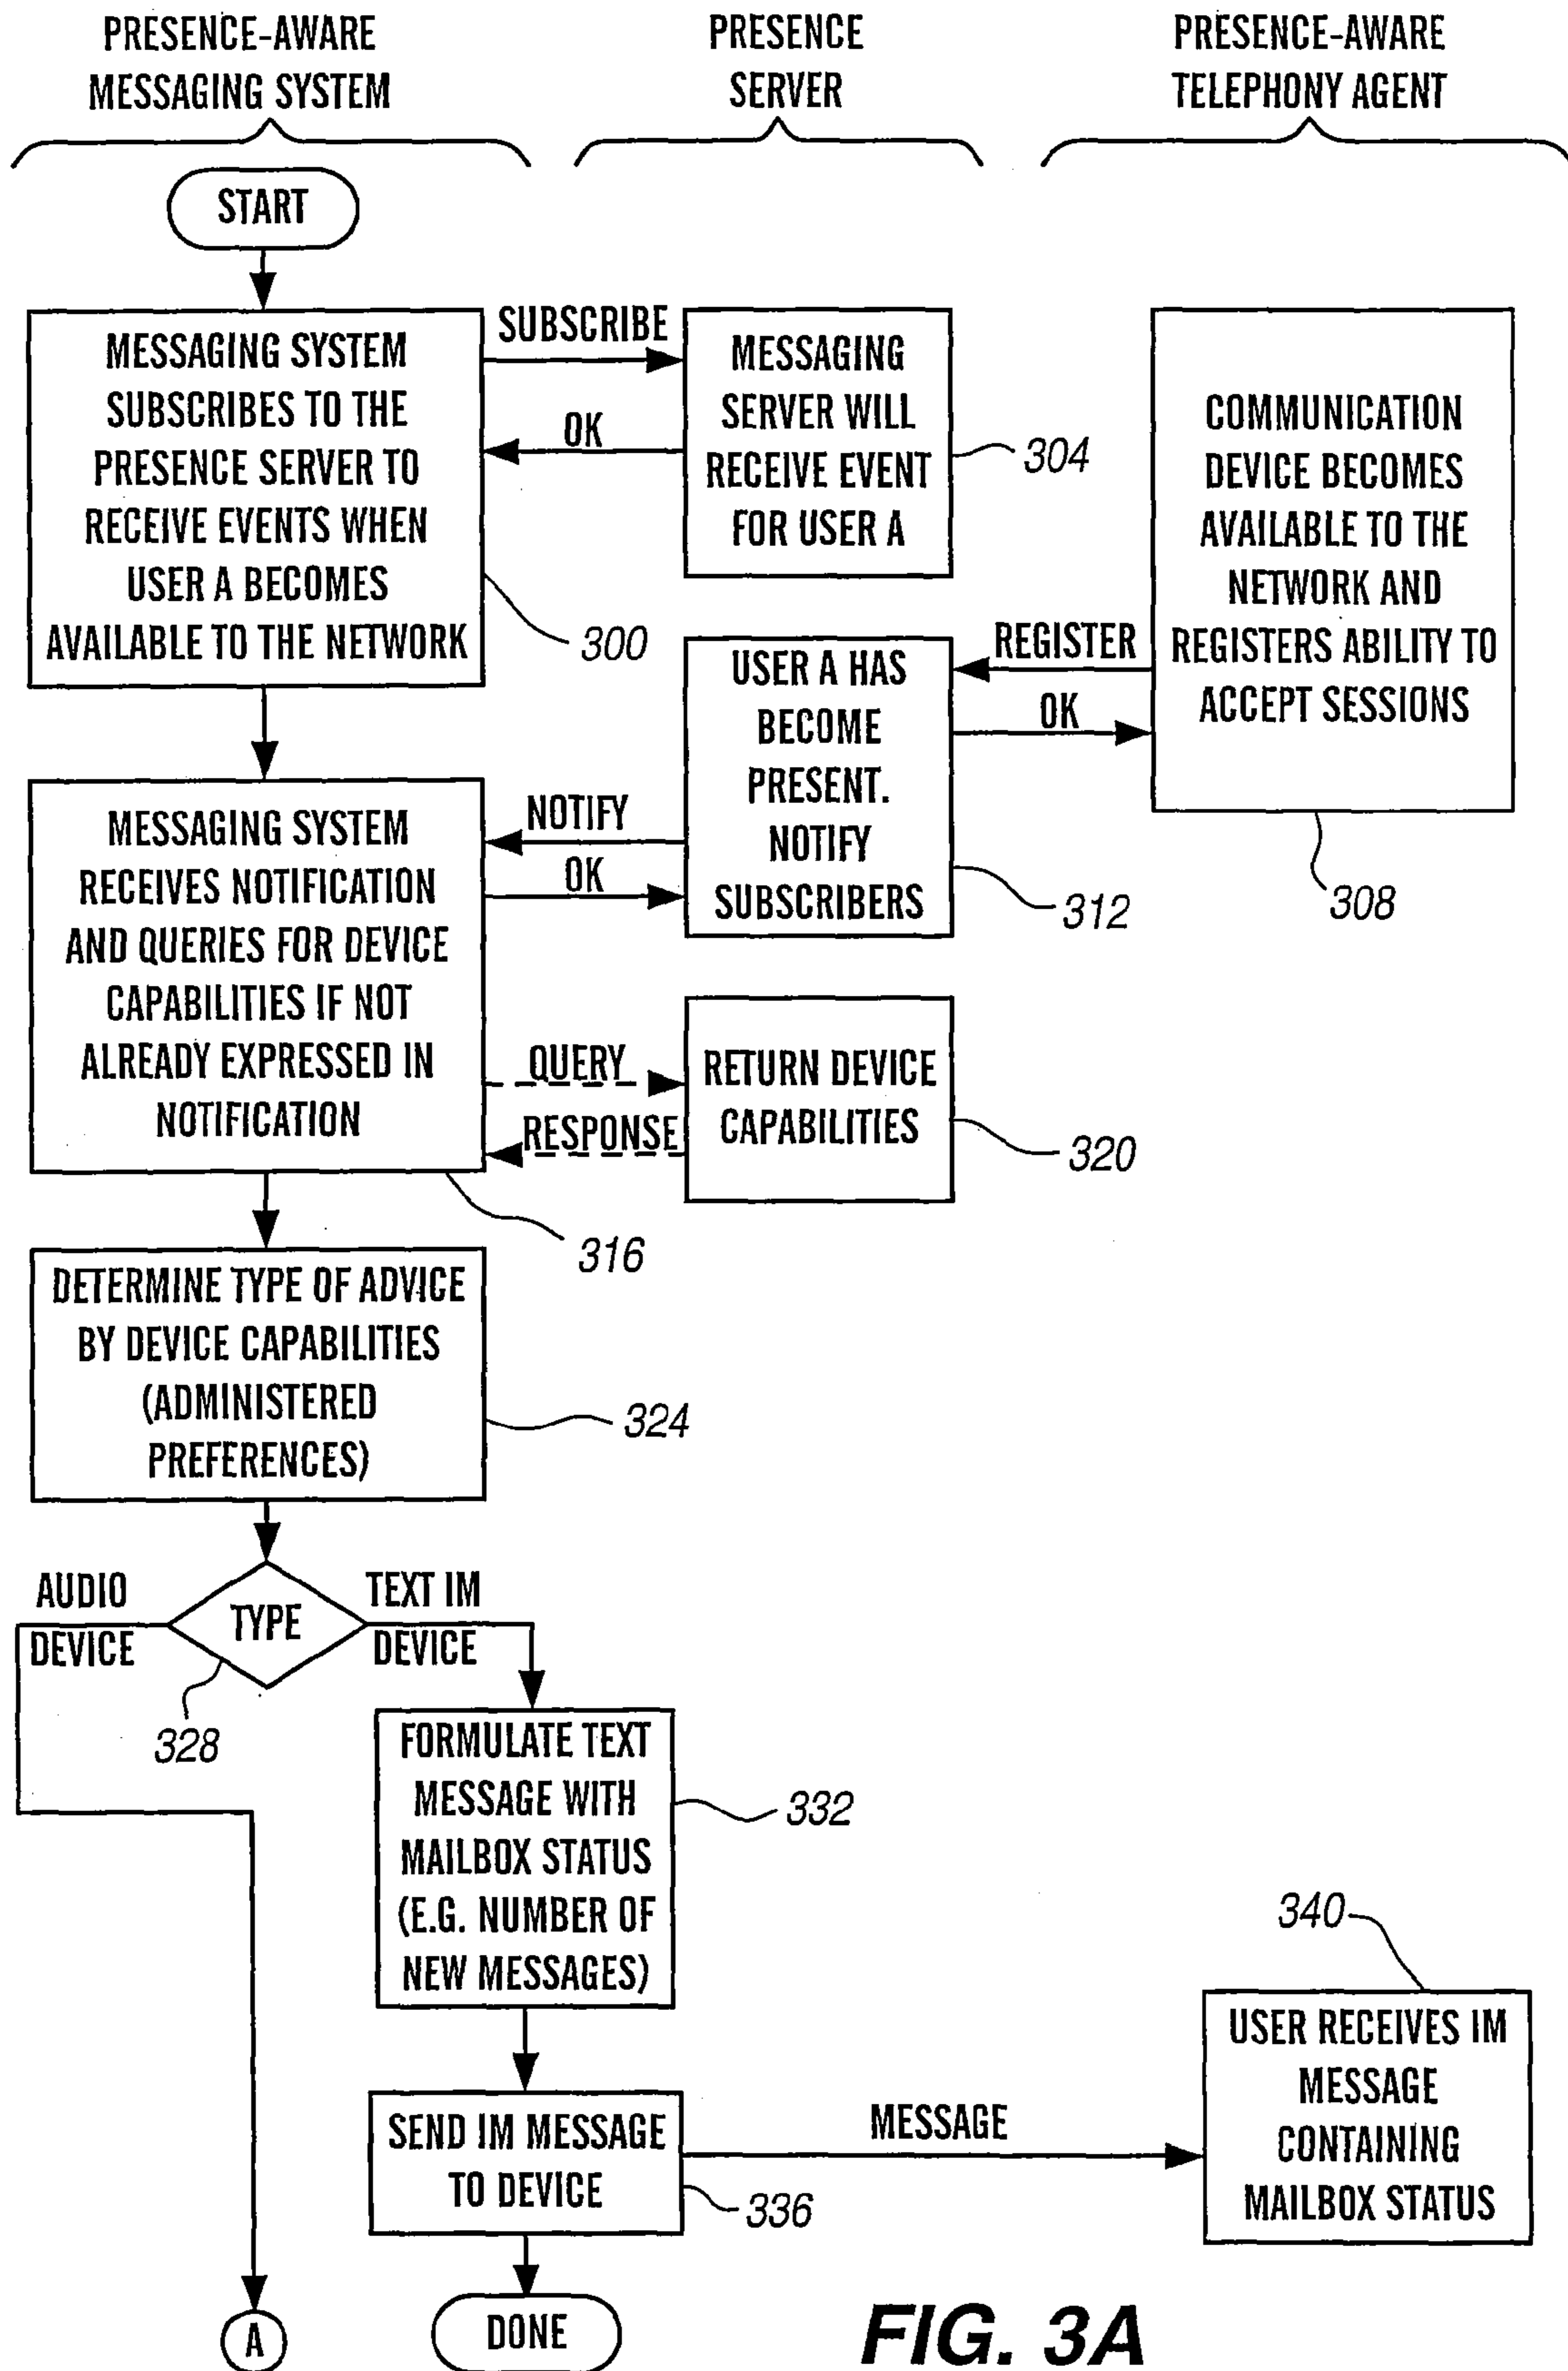 PRESENCE-AWARE
MESSAGING SYSTEM
PRESENCE
SERVER
PRESENCE-AWARE
TELEPHONY AGENT
START
MESSAGING SYSTEM
SUBSCRIBES TO THE
PRESENCE SERVER TO
RECEIVE EVENTS WHEN
USER A BECOMES
AVAILABLE TO THE NETWORK
300
SUBSCRIBE
OK
MESSAGING
SERVER WILL
RECEIVE EVENT
FOR USER A
304
COMMUNICATION
DEVICE BECOMES
AVAILABLE TO THE
NETWORK AND
REGISTERS ABILITY TO
ACCEPT SESSIONS
308
REGISTER
OK
USER A HAS
BECOME
PRESENT.
NOTIFY
SUBSCRIBERS
312
NOTIFY
OK
MESSAGING SYSTEM
RECEIVES NOTIFICATION
AND QUERIES FOR DEVICE
CAPABILITIES IF NOT
ALREADY EXPRESSED IN
NOTIFICATION
316
QUERY
RESPONSE
RETURN DEVICE
CAPABILITIES
320
DETERMINE TYPE OF ADVICE
BY DEVICE CAPABILITIES
(ADMINISTERED
PREFERENCES)
324
AUDIO
DEVICE
TYPE
TEXT IM
DEVICE
328
FORMULATE TEXT
MESSAGE WITH
MAILBOX STATUS
(E.G. NUMBER OF
NEW MESSAGES)
332
SEND IM MESSAGE
TO DEVICE
336
MESSAGE
340
USER RECEIVES IM
MESSAGE
CONTAINING
MAILBOX STATUS
A
DONE
FIG. 3A